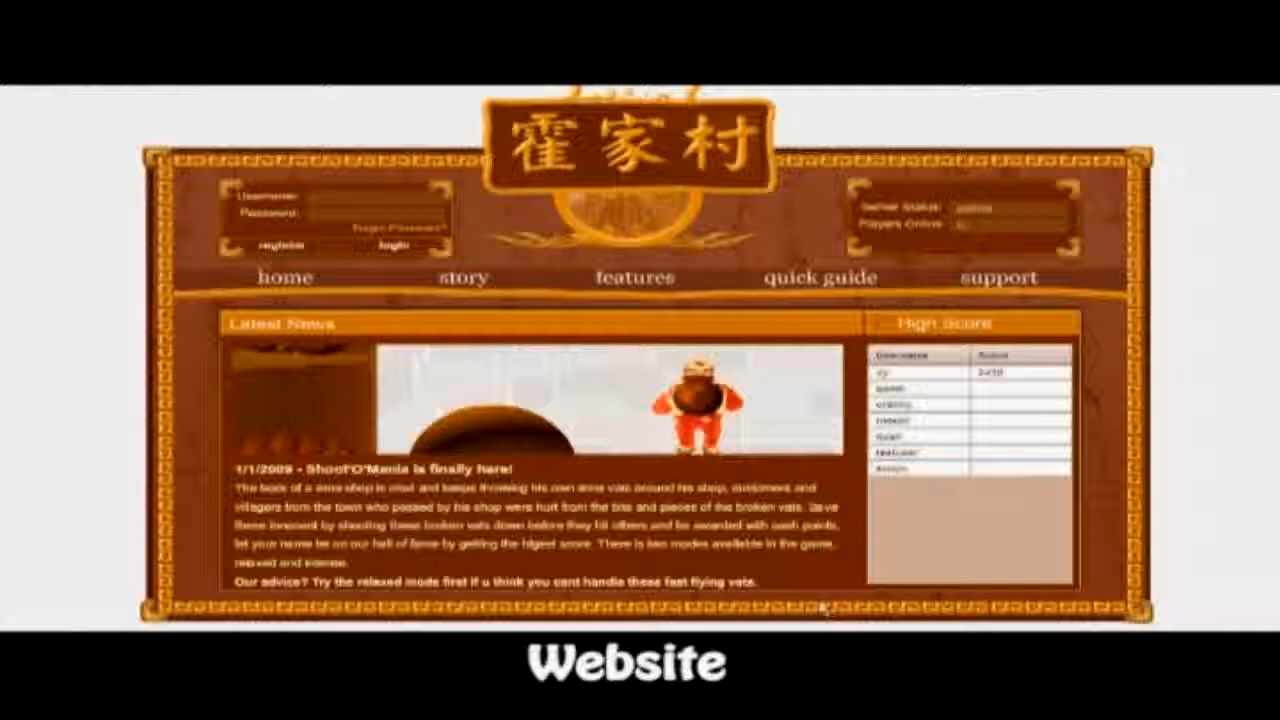 霍家村
Username:
Password:
Forgot Password?
register login
Server Status: online
Players Online:
home story features quick guide support
Latest News
High Score
Username Score
1/1/2009 - Shoot'O'Mania is finally here!
The boss of a wine shop is mad and keeps throwing his own wine vats around his shop, customers and
villagers from the town who passed by his shop were hurt from the bits and pieces of the broken vats. Save
these innocent by shooting these broken vats down before they hit others and be awarded with cash points,
let your name be on our hall of fame by getting the higest score. There is two modes available in the game,
relaxed and intense.
Our advice? Try the relaxed mode first if u think you cant handle these fast flying vats.
Website